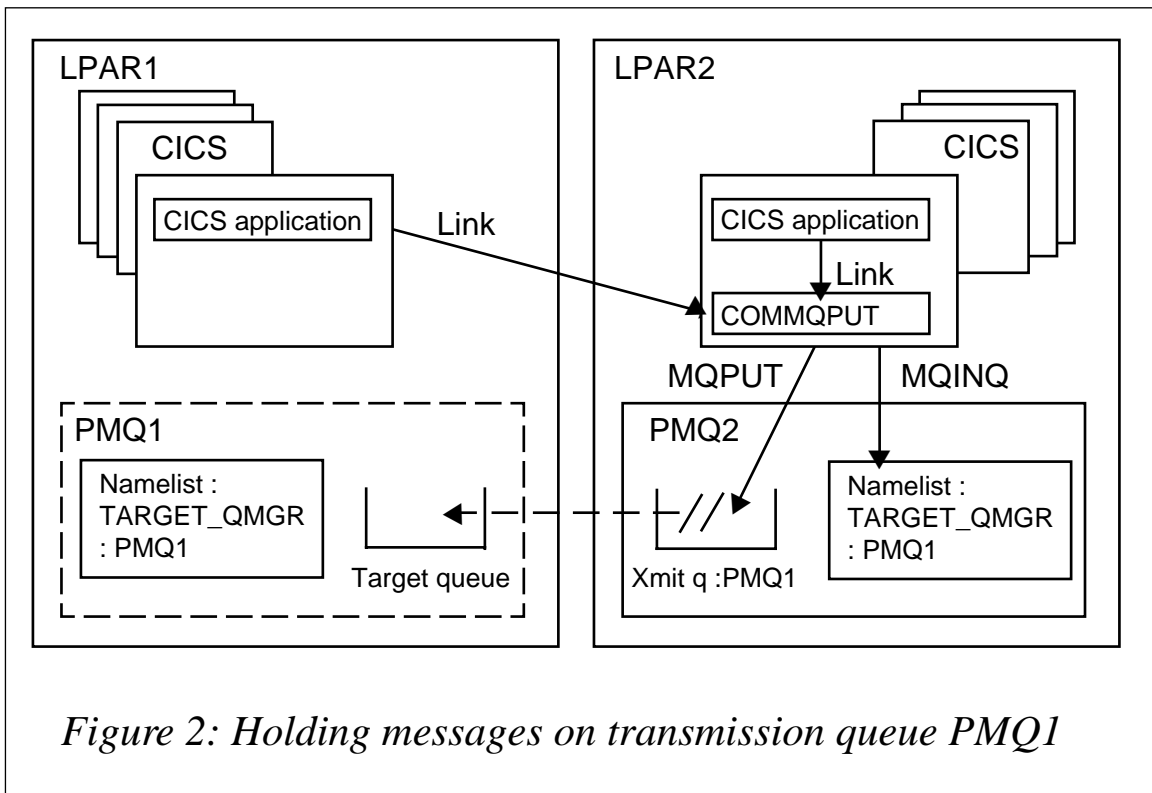 LPAR1
CICS
CICS application
Link
LPAR2
CICS
CICS application
Link
COMMQPUT
MQPUT
MQINQ
PMQ1
Namelist :
TARGET_QMGR
: PMQ1
Target queue
PMQ2
Xmit q :PMQ1
Namelist :
TARGET_QMGR
: PMQ1
Figure 2: Holding messages on transmission queue PMQ1